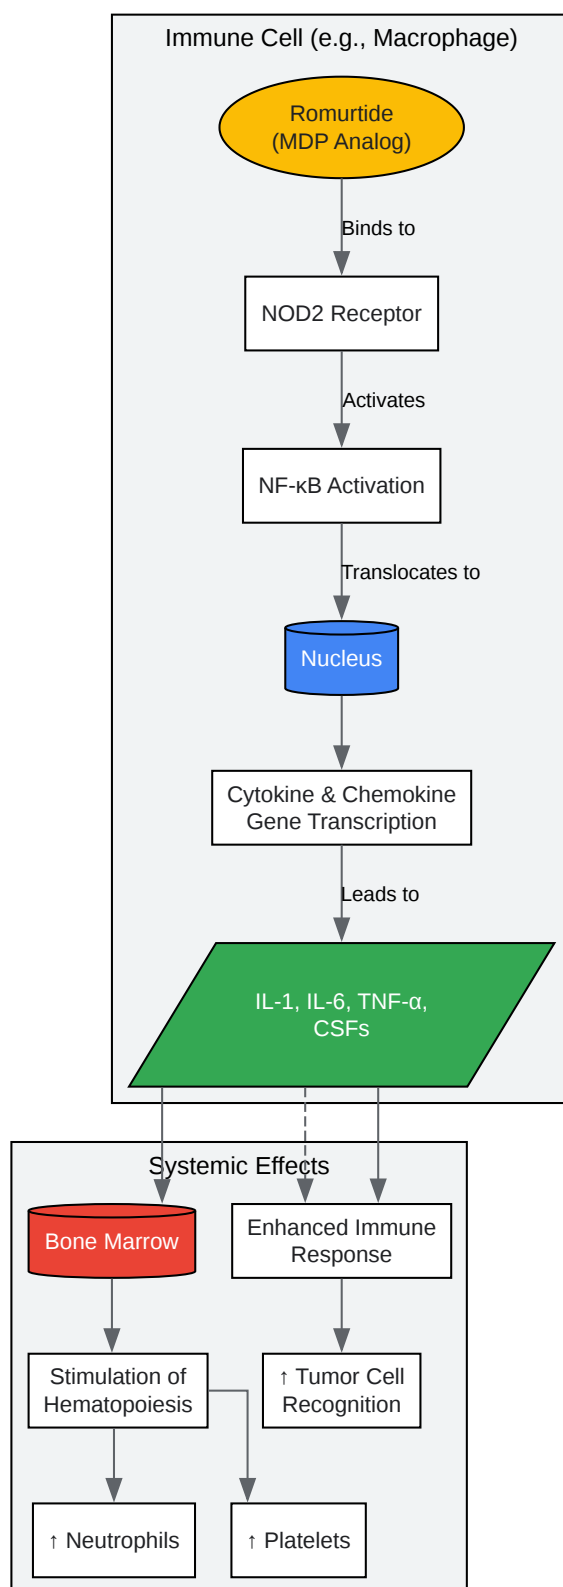 Immune Cell (e.g., Macrophage)
Romurtide
(MDP Analog)
Binds to
NOD2 Receptor
Activates
NF-κB Activation
Translocates to
Nucleus
Cytokine & Chemokine
Gene Transcription
Leads to
IL-1, IL-6, TNF-α,
CSFs
Systemic Effects
Bone Marrow
Enhanced Immune
Response
Stimulation of
Hematopoiesis
↑ Tumor Cell
Recognition
↑ Neutrophils
↑ Platelets